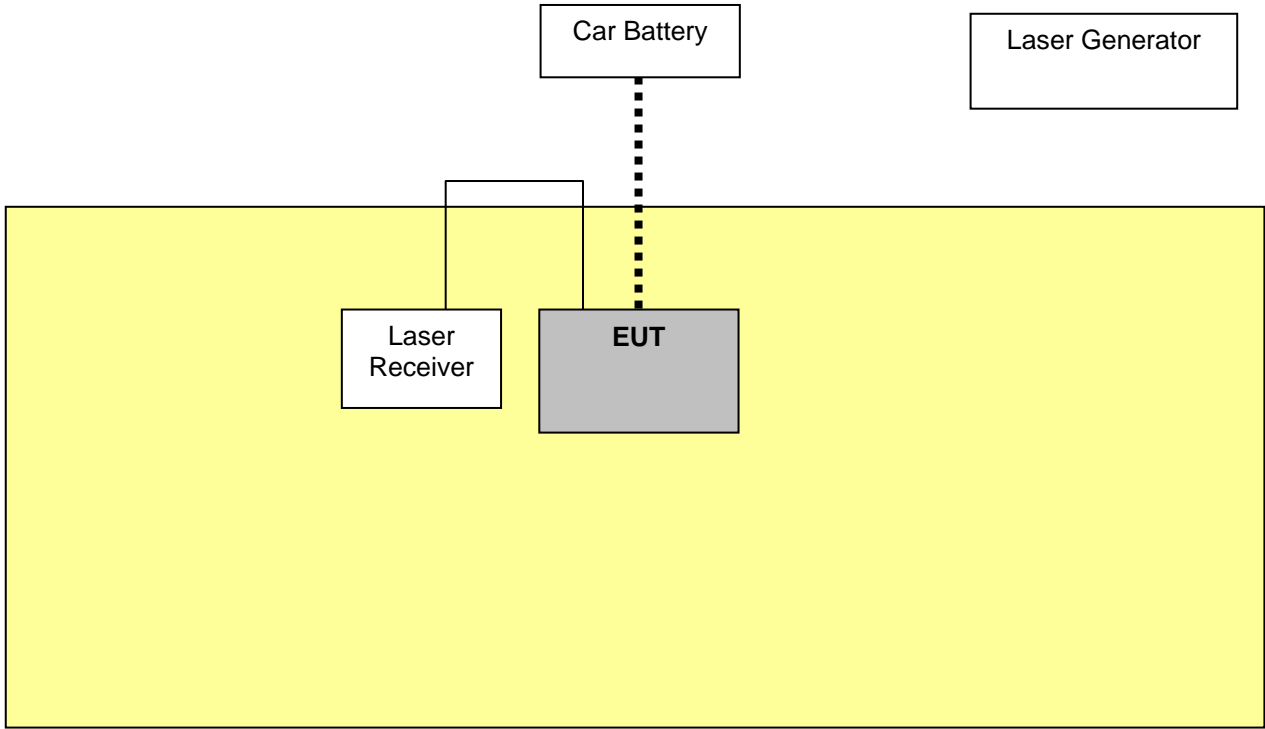 Car Battery
Laser Generator
Laser
Receiver
EUT